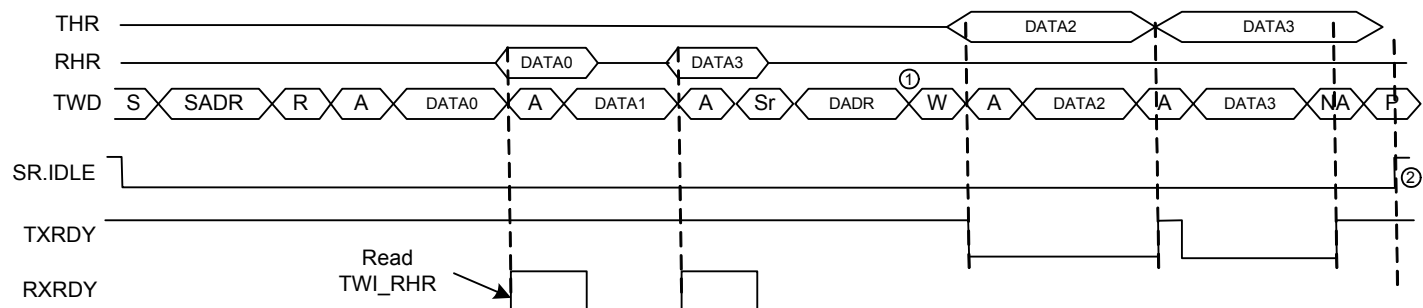 THR DATA2 DATA3
RHR DATA0 DATA3
TWD S SADR R A DATA0 A DATA1 A Sr DADR ① W A DATA2 A DATA3 NA P
SR.IDLE ②
TXRDY
Read
TWI_RHR
RXRDY